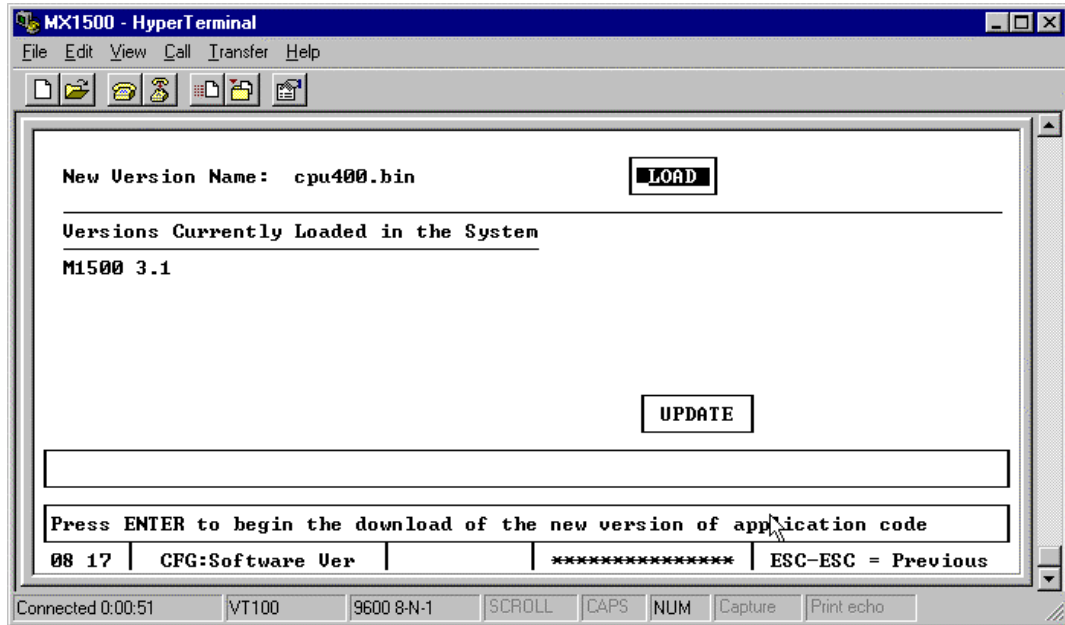 MX1500 - HyperTerminal
File Edit View Call Transfer Help
New Version Name: cpu400.bin LOAD
Versions Currently Loaded in the System
M1500 3.1
UPDATE
Press ENTER to begin the download of the new version of application code
08 17 CFG:Software Ver *************** ESC-ESC = Previous
Connected 0:00:51 VT100 9600 8-N-1 SCROLL CAPS NUM Capture Print echo